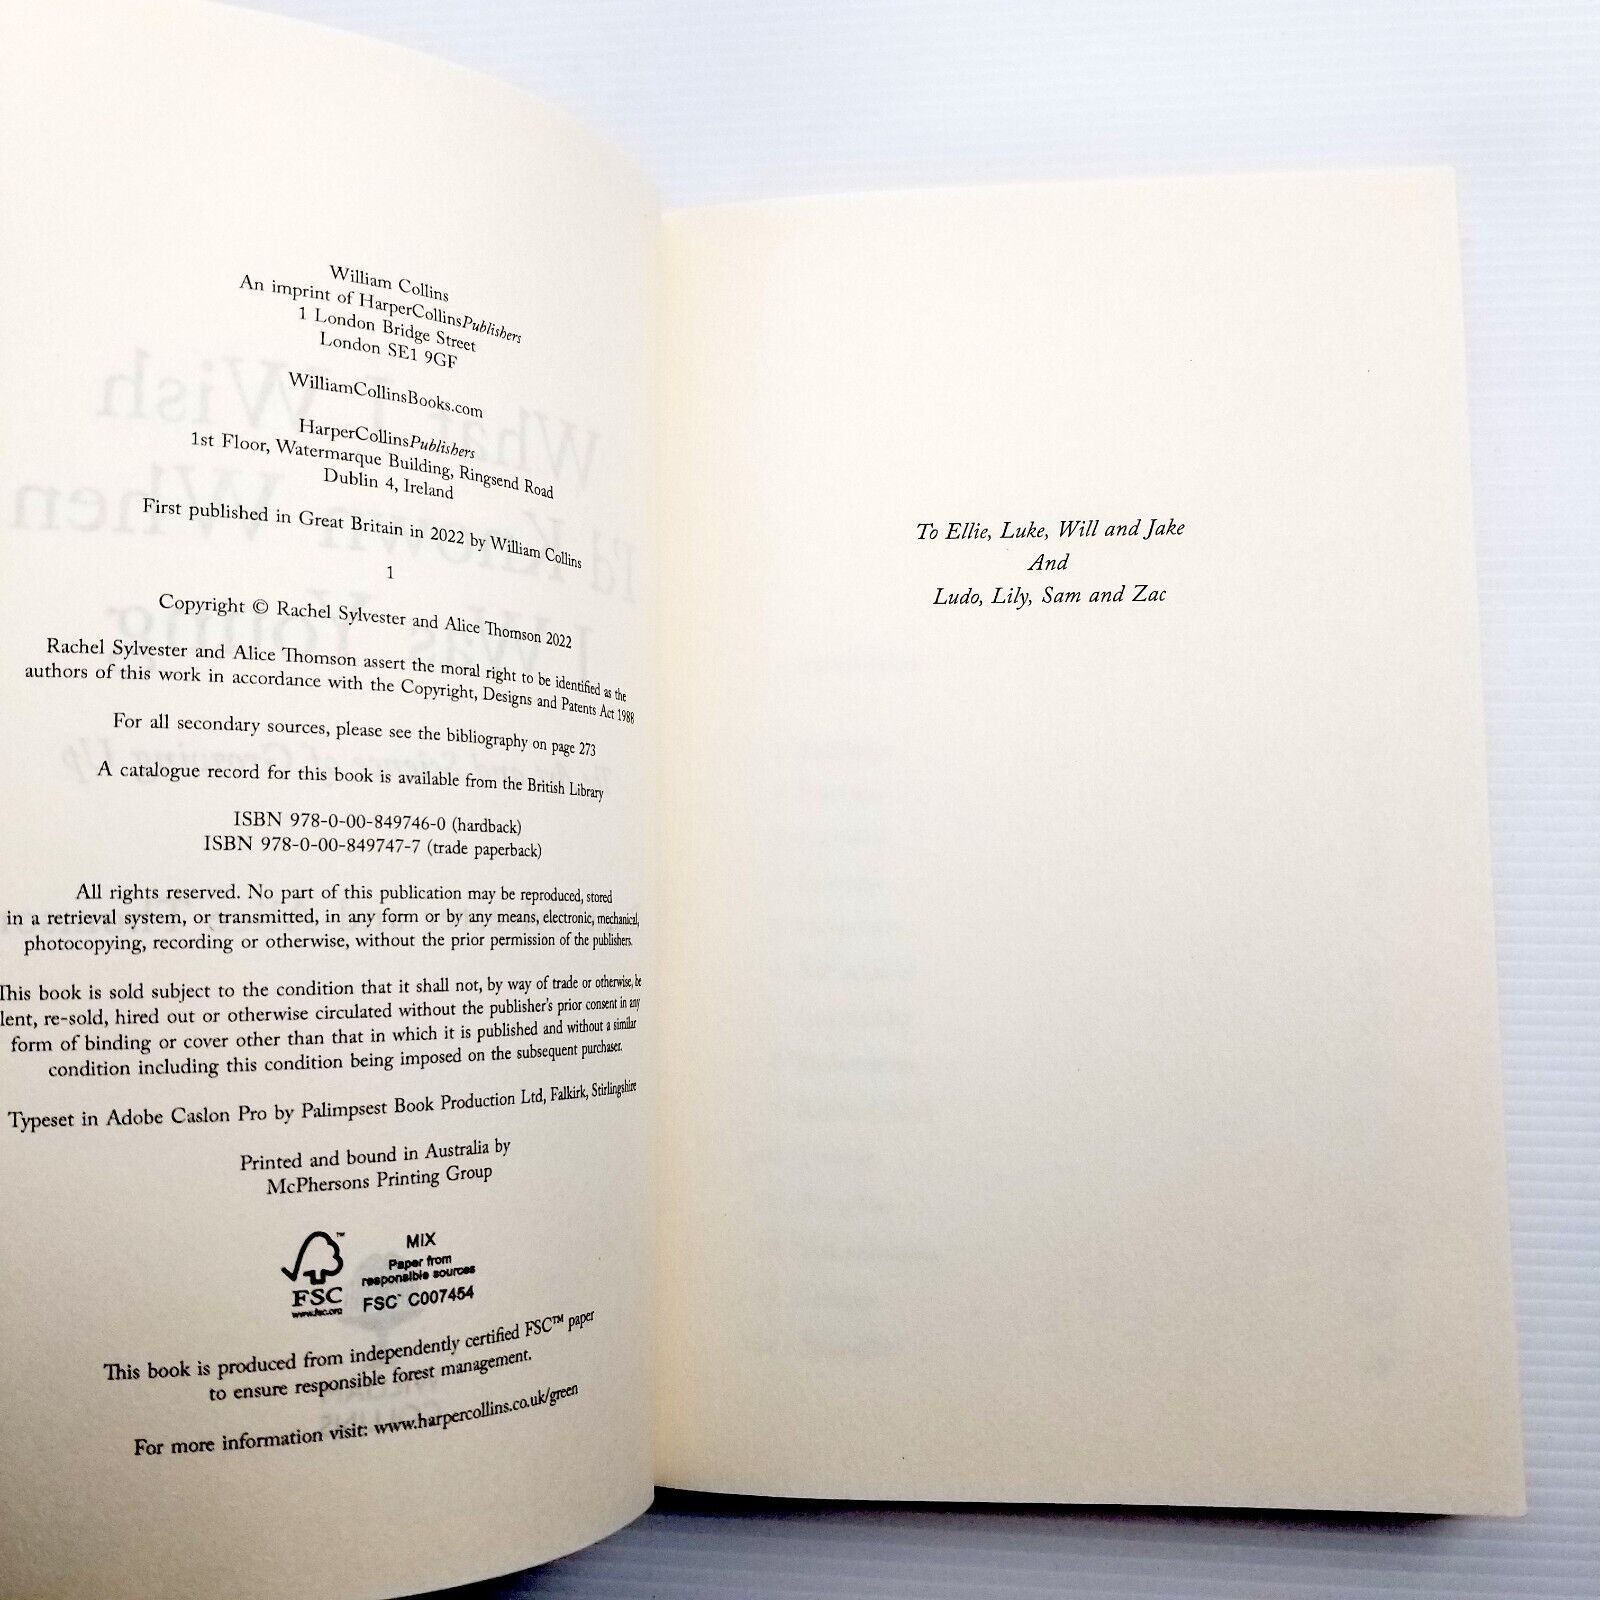 William Collins
An imprint of HarperCollinsPublishers
1 London Bridge Street
London SE1 9GF
WilliamCollinsBooks.com
HarperCollinsPublishers
1st Floor, Watermarque Building, Ringsend Road
Dublin 4, Ireland
First published in Great Britain in 2022 by William Collins
1
Copyright © Rachel Sylvester and Alice Thomson 2022
Rachel Sylvester and Alice Thomson assert the moral right to be identified as the
authors of this work in accordance with the Copyright, Designs and Patents Act 1988
For all secondary sources, please see the bibliography on page 273
A catalogue record for this book is available from the British Library
ISBN 978-0-00-849746-0 (hardback)
ISBN 978-0-00-849747-7 (trade paperback)
All rights reserved. No part of this publication may be reproduced, stored
in a retrieval system, or transmitted, in any form or by any means, electronic, mechanical,
photocopying, recording or otherwise, without the prior permission of the publishers.
This book is sold subject to the condition that it shall not, by way of trade or otherwise, be
lent, re-sold, hired out or otherwise circulated without the publisher's prior consent in any
form of binding or cover other than that in which it is published and without a similar
condition including this condition being imposed on the subsequent purchaser.
Typeset in Adobe Caslon Pro by Palimpsest Book Production Ltd, Falkirk, Stirlingshire
Printed and bound in Australia by
McPhersons Printing Group
FSC
www.fsc.org
MIX
Paper from
responsible sources
FSC™ C007454
This book is produced from independently certified FSC™ paper
to ensure responsible forest management.
For more information visit: www.harpercollins.co.uk/green
To Ellie, Luke, Will and Jake
And
Ludo, Lily, Sam and Zac